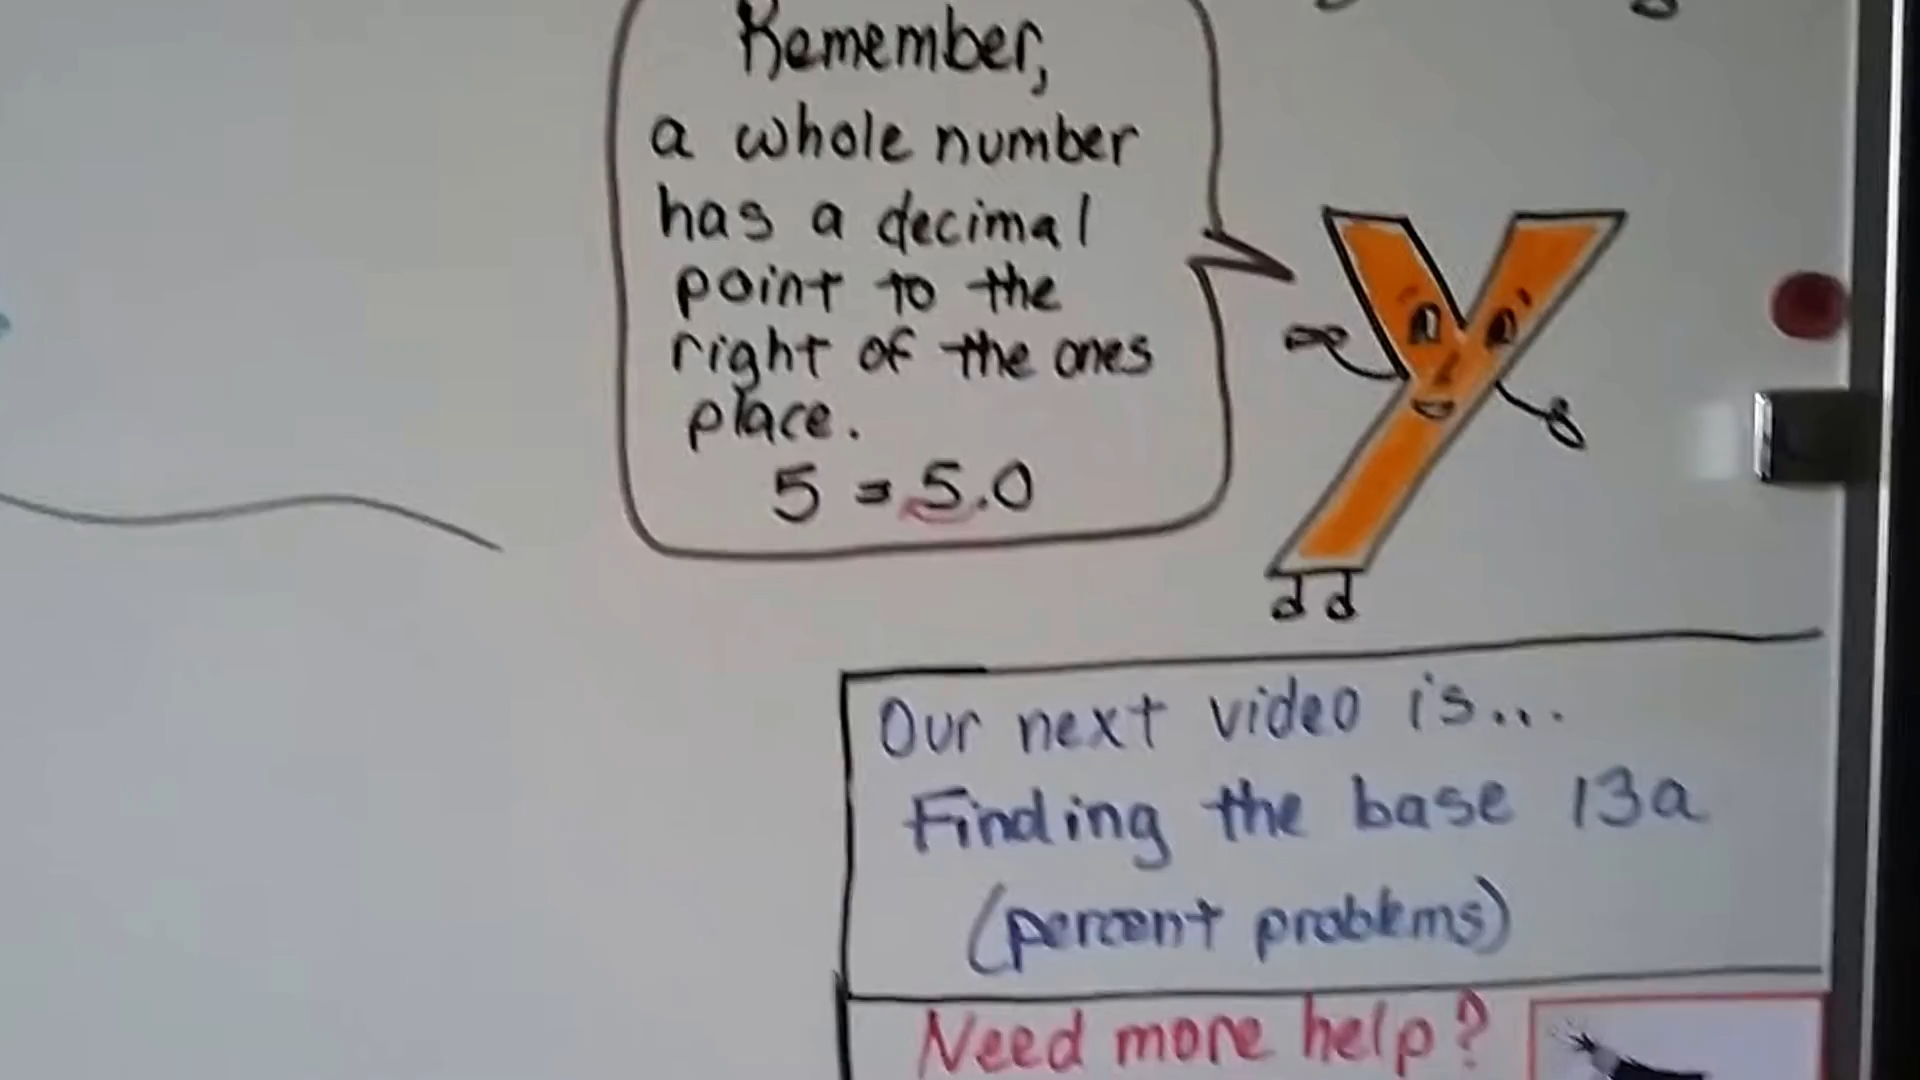 Remember,
a whole number
has a decimal
point to the
right of the ones
place.
5 = 5.0
Y
Our next video is...
Finding the base 13a
(percent problems)
Need more help?